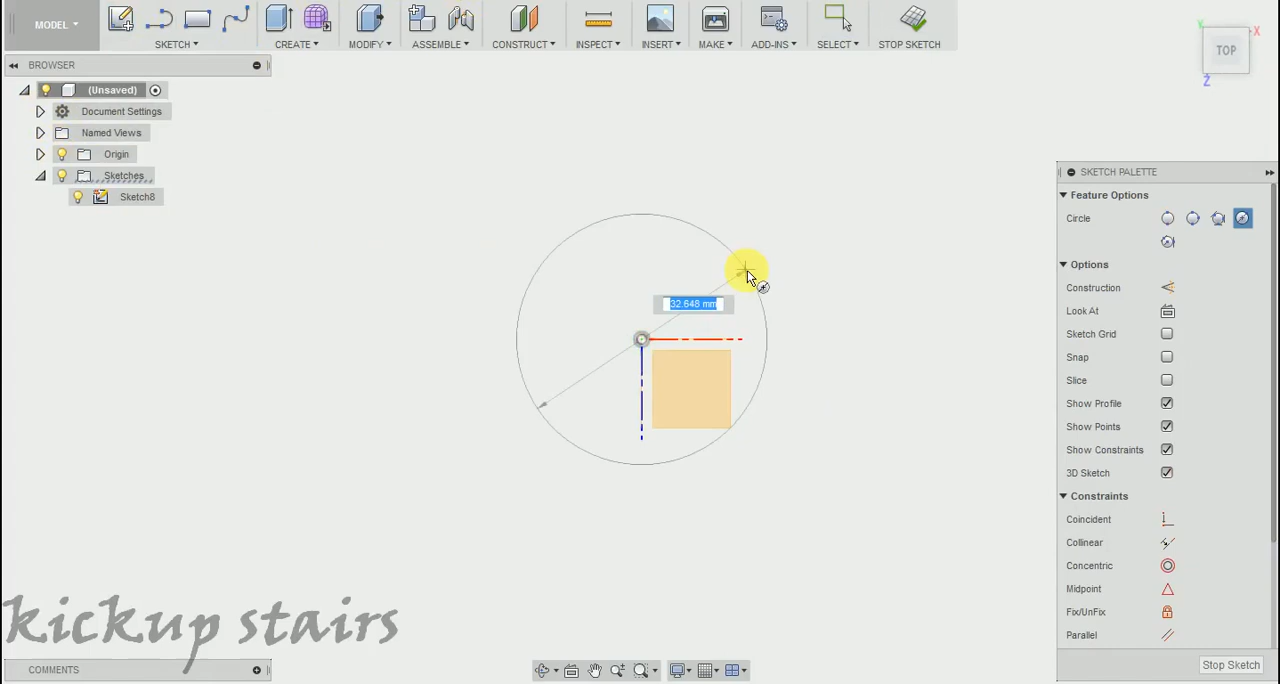 MODEL
SKETCH
CREATE
MODIFY
ASSEMBLE
CONSTRUCT
INSPECT
INSERT
MAKE
ADD-INS
SELECT
STOP SKETCH
Y
X
TOP
Z
BROWSER
(Unsaved)
Document Settings
Named Views
Origin
Sketches
Sketch8
32.648 mm
SKETCH PALETTE
Feature Options
Circle
Options
Construction
Look At
Sketch Grid
Snap
Slice
Show Profile
Show Points
Show Constraints
3D Sketch
Constraints
Coincident
Collinear
Concentric
Midpoint
Fix/UnFix
Parallel
Stop Sketch
kickup stairs
COMMENTS